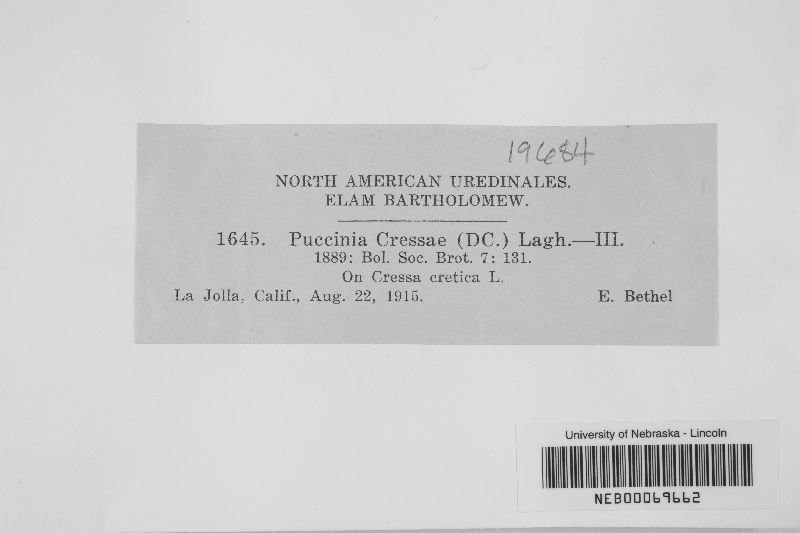 19684
NORTH AMERICAN UREDINALES.
ELAM BARTHOLOMEW.
1645. Puccinia Cressae (DC.) Lagh.—III.
1889: Bol. Soc. Brot. 7: 131.
On Cressa cretica L.
La Jolla, Calif., Aug. 22, 1915. E. Bethel
University of Nebraska - Lincoln
NEB00069662